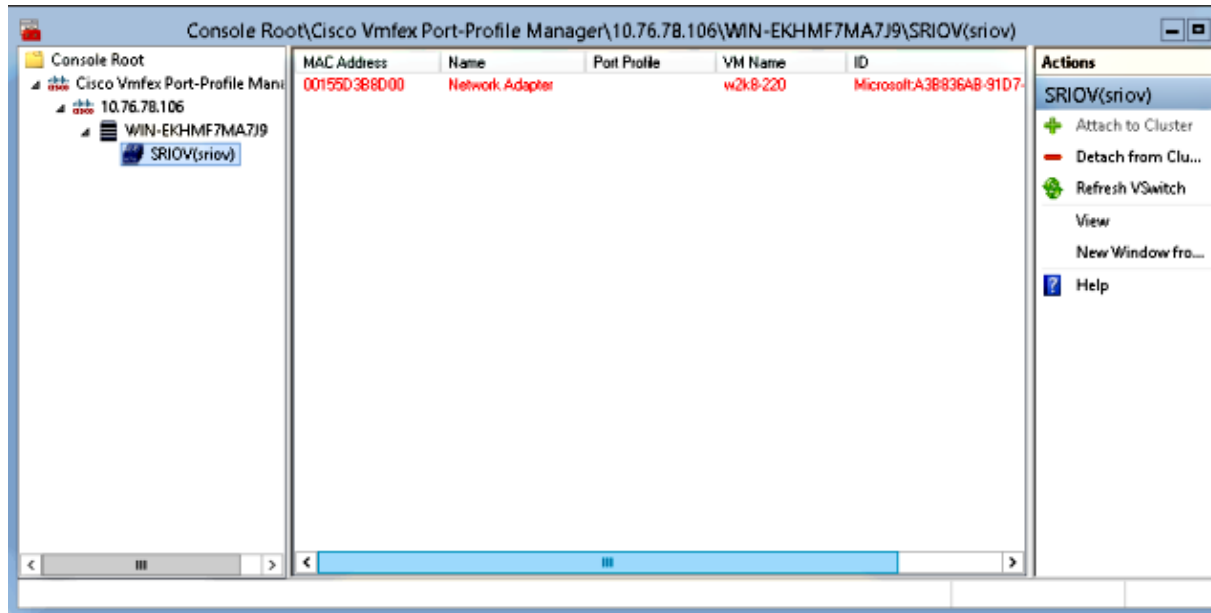 Console Root\Cisco Vmfex Port-Profile Manager\10.76.78.106\WIN-EKHMF7MA7J9\SRIOV(sriov)
Console Root
Cisco Vmfex Port-Profile Mana
10.76.78.106
WIN-EKHMF7MA7J9
SRIOV(sriov)
MAC Address Name Port Profile VM Name ID
00155D3B8D00 Network Adapter w2k8-220 Microsoft:A3B836AB-91D7-
Actions
SRIOV(sriov)
Attach to Cluster
Detach from Clu...
Refresh VSwitch
View
New Window fro...
Help